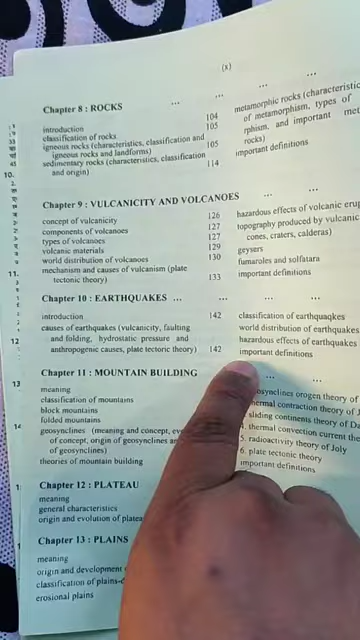 (x)
Chapter 8 : ROCKS ... ... ...
introduction 104
classification of rocks 105
igneous rocks (characteristics, classification and
igneous rocks and landforms) 105
sedimentary rocks (characteristics, classification 114
and origin)
metamorphic rocks (characteristic
of metamorphism, types of
rphism, and important
rocks)
important definitions
Chapter 9 : VULCANICITY AND VOLCANOES ... ...
concept of vulcanicity 126
components of volcanoes 127
types of volcanoes 127
volcanic materials 129
world distribution of volcanoes 130
mechanism and causes of vulcanism (plate
tectonic theory) 133
hazardous effects of volcanic erup
topography produced by vulcanic
cones, craters, calderas)
geysers
fumaroles and solfatara
important definitions
Chapter 10 : EARTHQUAKES ... ... ... ...
introduction 142
causes of earthquakes (vulcanicity, faulting
and folding, hydrostatic pressure and
anthropogenic causes, plate tectonic theory) 142
classification of earthquaqkes
world distribution of earthquakes
hazardous effects of earthquakes
important definitions
Chapter 11 : MOUNTAIN BUILDING ... ...
meaning
classification of mountains
block mountains
folded mountains
geosynclines (meaning and concept,
of concept, origin of geosynclines
of geosynclines)
theories of mountain building
orogen theory of
contraction theory of J
sliding continents theory of Da
4. thermal convection current the
5. radioactivity theory of Joly
6. plate tectonic theory
important definitions
Chapter 12 : PLATEAU
meaning
general characteristics
origin and evolution of
Chapter 13 : PLAINS
meaning
origin and development
classification of plains-
erosional plains
10.
11.
12
13